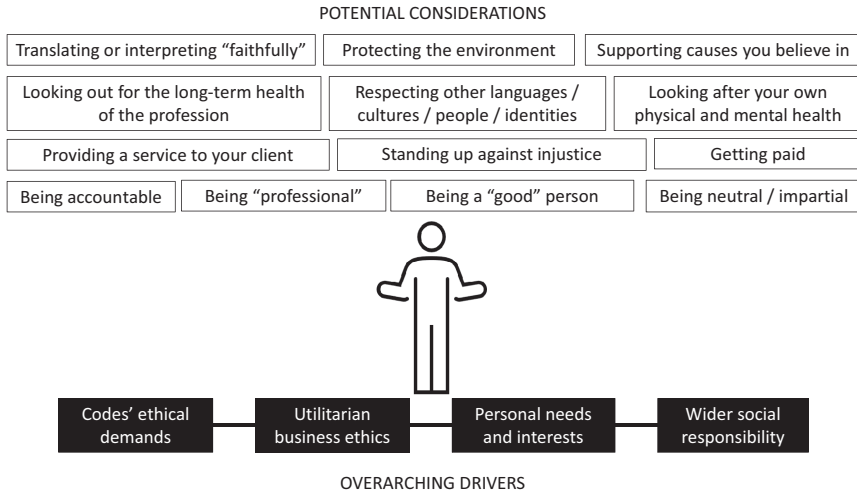 POTENTIAL CONSIDERATIONS
Translating or interpreting “faithfully”
Protecting the environment
Supporting causes you believe in
Looking out for the long-term health
of the profession
Respecting other languages /
cultures / people / identities
Looking after your own
physical and mental health
Providing a service to your client
Standing up against injustice
Getting paid
Being accountable
Being “professional”
Being a “good” person
Being neutral / impartial
Codes’ ethical
demands
Utilitarian
business ethics
Personal needs
and interests
Wider social
responsibility
OVERARCHING DRIVERS